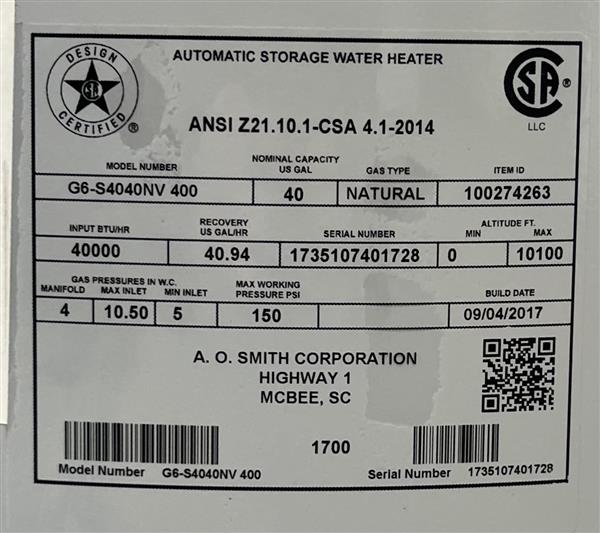 DESIGN
CSA
CERTIFIED
®
AUTOMATIC STORAGE WATER HEATER
CSA
®
LLC
ANSI Z21.10.1-CSA 4.1-2014
MODEL NUMBER
NOMINAL CAPACITY
US GAL
GAS TYPE
ITEM ID
G6-S4040NV 400 40 NATURAL 100274263
INPUT BTU/HR
RECOVERY
US GAL/HR
SERIAL NUMBER
ALTITUDE FT.
MIN MAX
40000 40.94 1735107401728 0 10100
GAS PRESSURES IN W.C.
MANIFOLD MAX INLET MIN INLET
MAX WORKING
PRESSURE PSI
BUILD DATE
4 10.50 5 150 09/04/2017
A. O. SMITH CORPORATION
HIGHWAY 1
MCBEE, SC
1700
Model Number G6-S4040NV 400
Serial Number 1735107401728